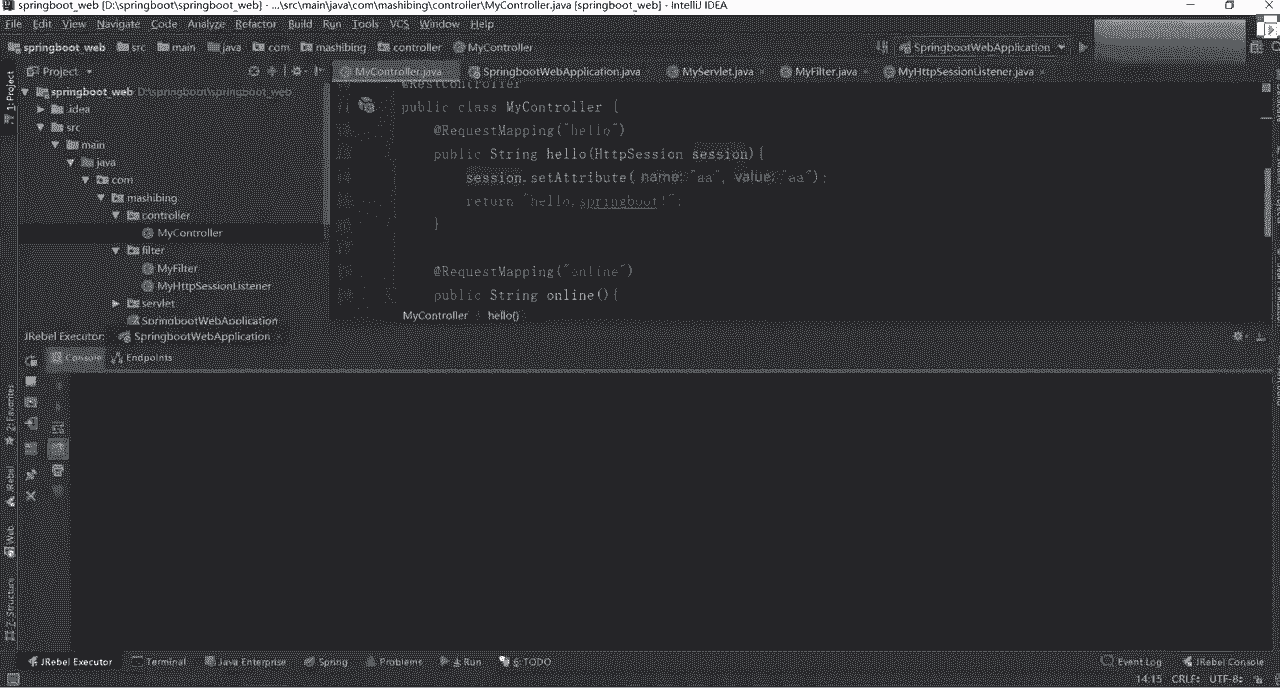 springboot_web [D:\springboot\springboot_web] - ...\src\main\java\com\mashibing\controller\MyController.java [springboot_web] - IntelliJ IDEA
File Edit View Navigate Code Analyze Refactor Build Run Tools VCS Window Help
springboot_web src main java com mashibing controller MyController
SpringbootWebApplication
Project
MyController.java SpringbootWebApplication.java MyServlet.java MyFilter.java MyHttpSessionListener.java
springboot_web D:\springboot\springboot_web
.idea
src
main
java
com
mashibing
controller
MyController
filter
MyFilter
MyHttpSessionListener
servlet
SpringbootWebApplication
@RestController
public class MyController {
@RequestMapping("hello")
public String hello(HttpSession session){
session.setAttribute( name: "aa", value: "aa");
return "hello,springboot!";
}
@RequestMapping("online")
public String online(){
MyController hello()
JRebel Executor: SpringbootWebApplication
Console Endpoints
1: Project
2: Favorites
JRebel
Web
Z: Structure
JRebel Executor Terminal Java Enterprise Spring Problems 4: Run 6: TODO Event Log JRebel Console
14:15 CRLF: UTF-8: